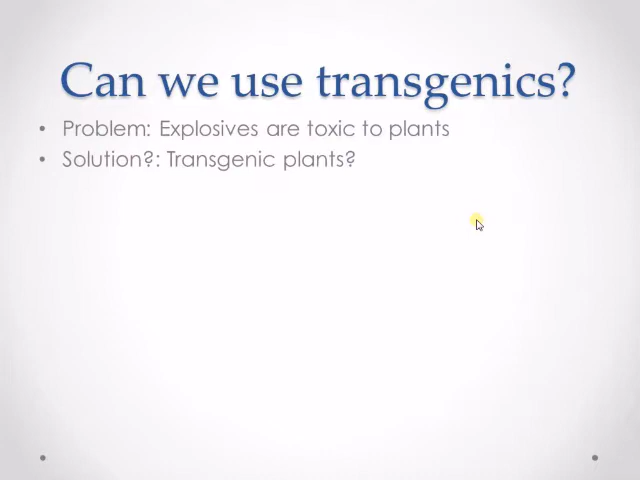 Can we use transgenics?
• Problem: Explosives are toxic to plants
• Solution?: Transgenic plants?